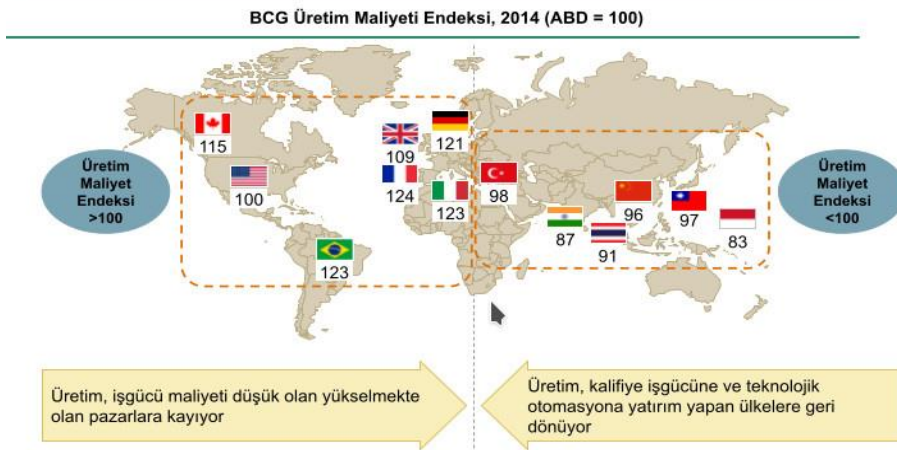 BCG Üretim Maliyeti Endeksi, 2014 (ABD = 100)
Üretim
Maliyet
Endeksi
>100
115
100
123
109
121
124
123
98
87
96
91
97
83
Üretim
Maliyet
Endeksi
<100
Üretim, işgücü maliyeti düşük olan yükselmekte
olan pazarlara kayıyor
Üretim, kalifiye işgücüne ve teknolojik
otomasyona yatırım yapan ülkelere geri
dönüyor